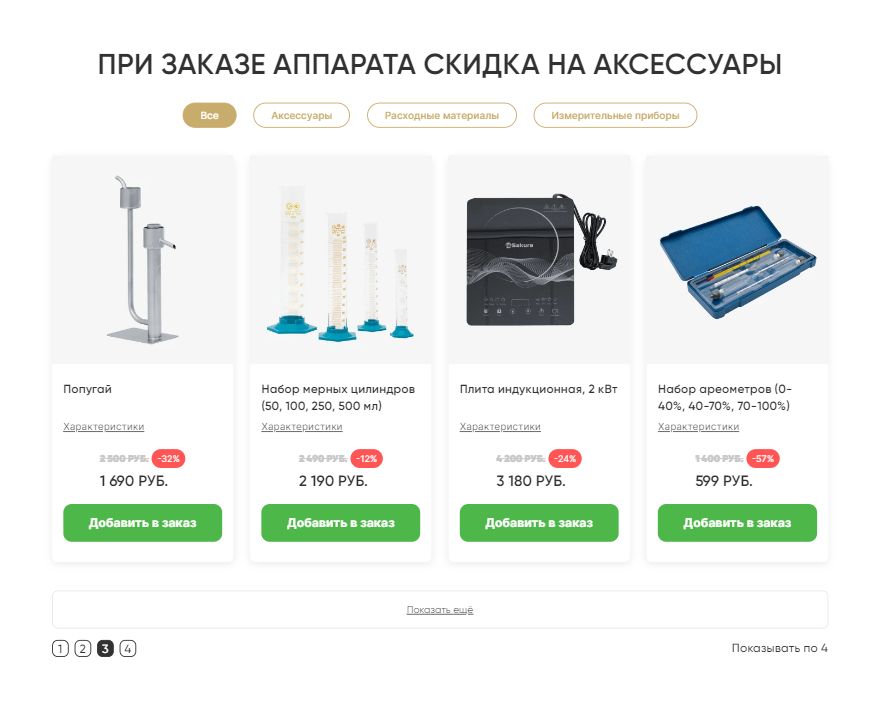 ПРИ ЗАКАЗЕ АППАРАТА СКИДКА НА АКСЕССУАРЫ
Все
Аксессуары
Расходные материалы
Измерительные приборы
Sakura
Попугай
Характеристики
2 500 РУБ. -32%
1 690 РУБ.
Добавить в заказ
Набор мерных цилиндров
(50, 100, 250, 500 мл)
Характеристики
2 490 РУБ. -12%
2 190 РУБ.
Добавить в заказ
Плита индукционная, 2 кВт
Характеристики
4 200 РУБ. -24%
3 180 РУБ.
Добавить в заказ
Набор ареометров (0-
40%, 40-70%, 70-100%)
Характеристики
1 400 РУБ. -57%
599 РУБ.
Добавить в заказ
Показать ещё
1 2 3 4
Показывать по 4